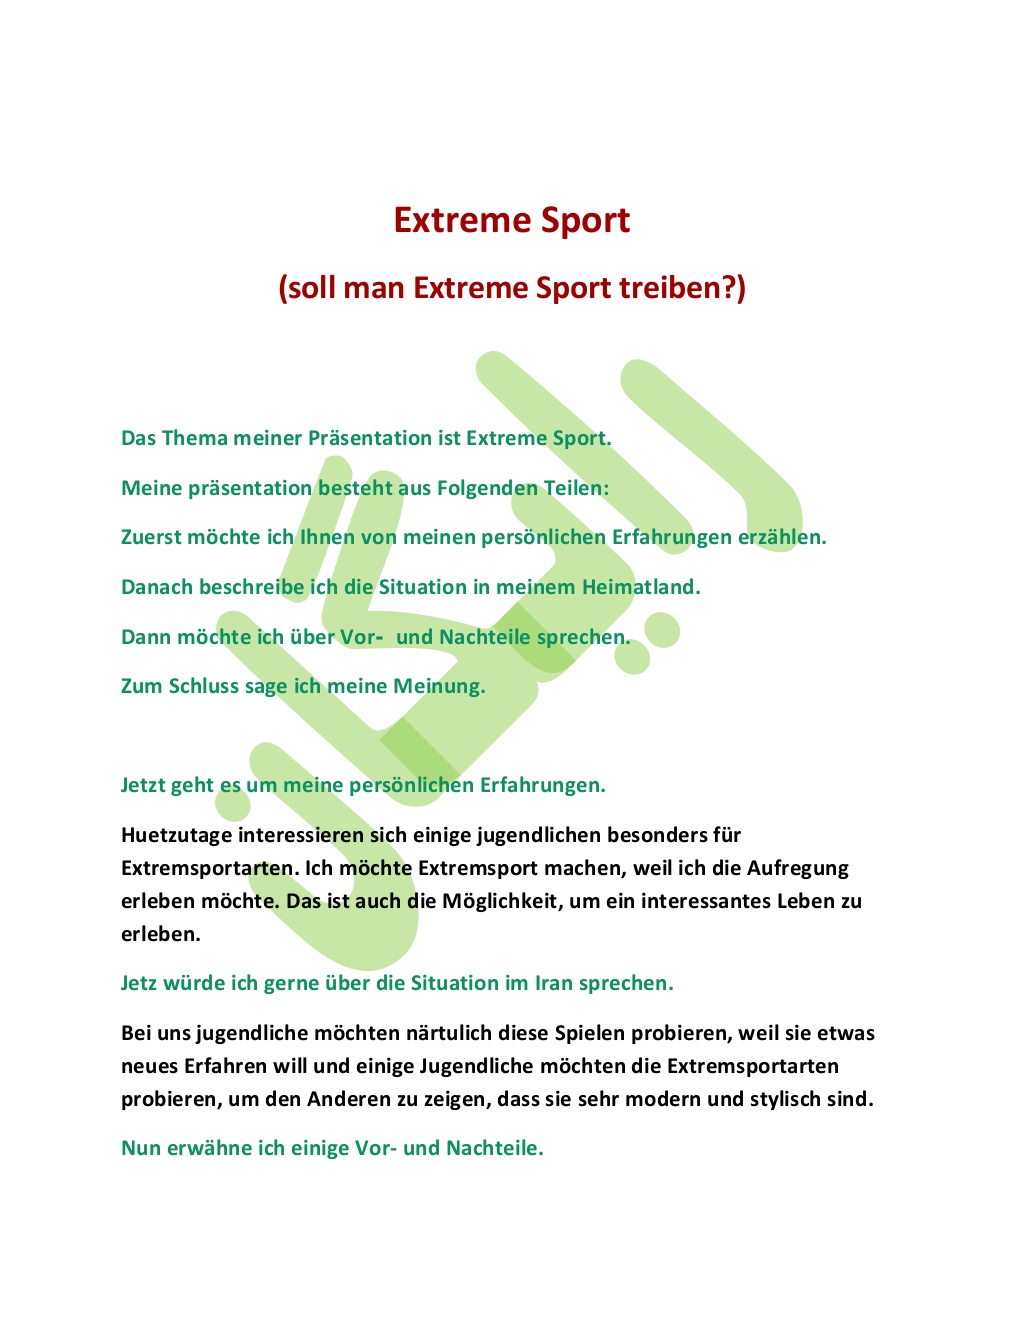 Extreme Sport
(soll man Extreme Sport treiben?)
Das Thema meiner Präsentation ist Extreme Sport.
Meine präsentation besteht aus Folgenden Teilen:
Zuerst möchte ich Ihnen von meinen persönlichen Erfahrungen erzählen.
Danach beschreibe ich die Situation in meinem Heimatland.
Dann möchte ich über Vor-  und Nachteile sprechen.
Zum Schluss sage ich meine Meinung.
Jetzt geht es um meine persönlichen Erfahrungen.
Huetzutage interessieren sich einige jugendlichen besonders für
Extremsportarten. Ich möchte Extremsport machen, weil ich die Aufregung
erleben möchte. Das ist auch die Möglichkeit, um ein interessantes Leben zu
erleben.
Jetz würde ich gerne über die Situation im Iran sprechen.
Bei uns jugendliche möchten närtulich diese Spielen probieren, weil sie etwas
neues Erfahren will und einige Jugendliche möchten die Extremsportarten
probieren, um den Anderen zu zeigen, dass sie sehr modern und stylisch sind.
Nun erwähne ich einige Vor- und Nachteile.
رایگان